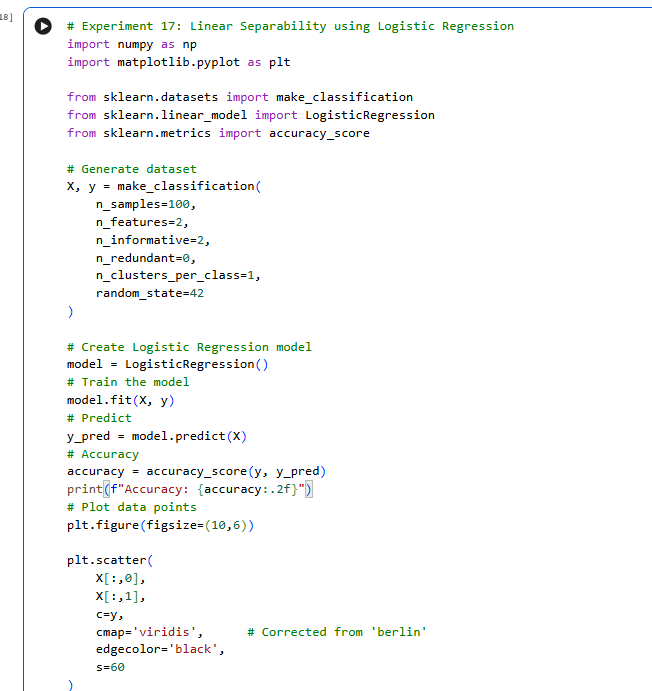 18]
# Experiment 17: Linear Separability using Logistic Regression
import numpy as np
import matplotlib.pyplot as plt
from sklearn.datasets import make_classification
from sklearn.linear_model import LogisticRegression
from sklearn.metrics import accuracy_score
# Generate dataset
X, y = make_classification(
    n_samples=100,
    n_features=2,
    n_informative=2,
    n_redundant=0,
    n_clusters_per_class=1,
    random_state=42
)
# Create Logistic Regression model
model = LogisticRegression()
# Train the model
model.fit(X, y)
# Predict
y_pred = model.predict(X)
# Accuracy
accuracy = accuracy_score(y, y_pred)
print(f"Accuracy: {accuracy:.2f}")
# Plot data points
plt.figure(figsize=(10,6))
plt.scatter(
    X[:,0],
    X[:,1],
    c=y,
    cmap='viridis',      # Corrected from 'berlin'
    edgecolor='black',
    s=60
)